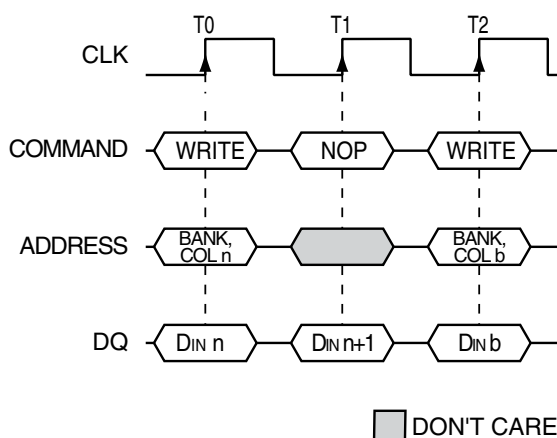 T0 T1 T2
CLK
COMMAND WRITE NOP WRITE
ADDRESS BANK, COL n BANK, COL b
DQ DIN n DIN n+1 DIN b
DON'T CARE